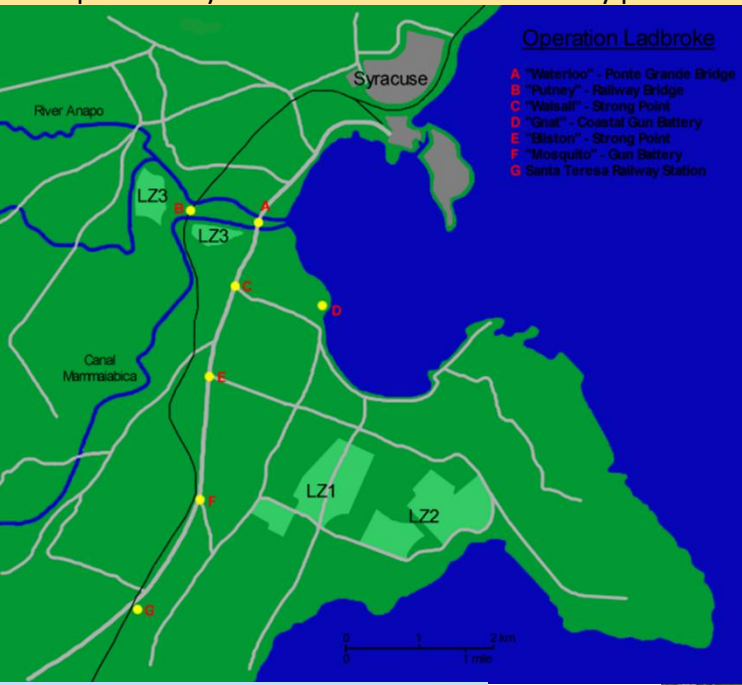 Operation Ladbroke
A "Waterloo" - Ponte Grande Bridge
B "Putney" - Railway Bridge
C "Walsall" - Strong Point
D "Gnat" - Coastal Gun Battery
E "Bilston" - Strong Point
F "Mosquito" - Gun Battery
G Santa Teresa Railway Station
Syracuse
River Anapo
LZ3
B
A
LZ3
C
D
Canal
Mammaiabica
E
LZ1
F
LZ2
G
0 1 2 km
0 1 mile